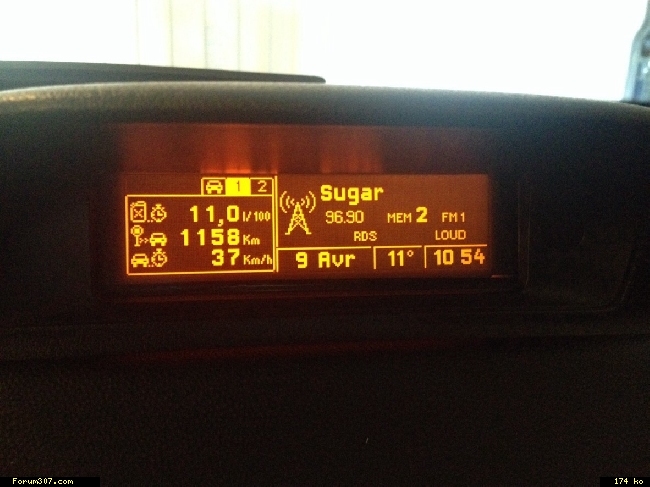 1 2
11,0 l/100
1158 Km
37 Km/h
Sugar
96.90 MEM 2 FM1
RDS LOUD
9 Avr 11° 10 54
Forum307.com 174 ko